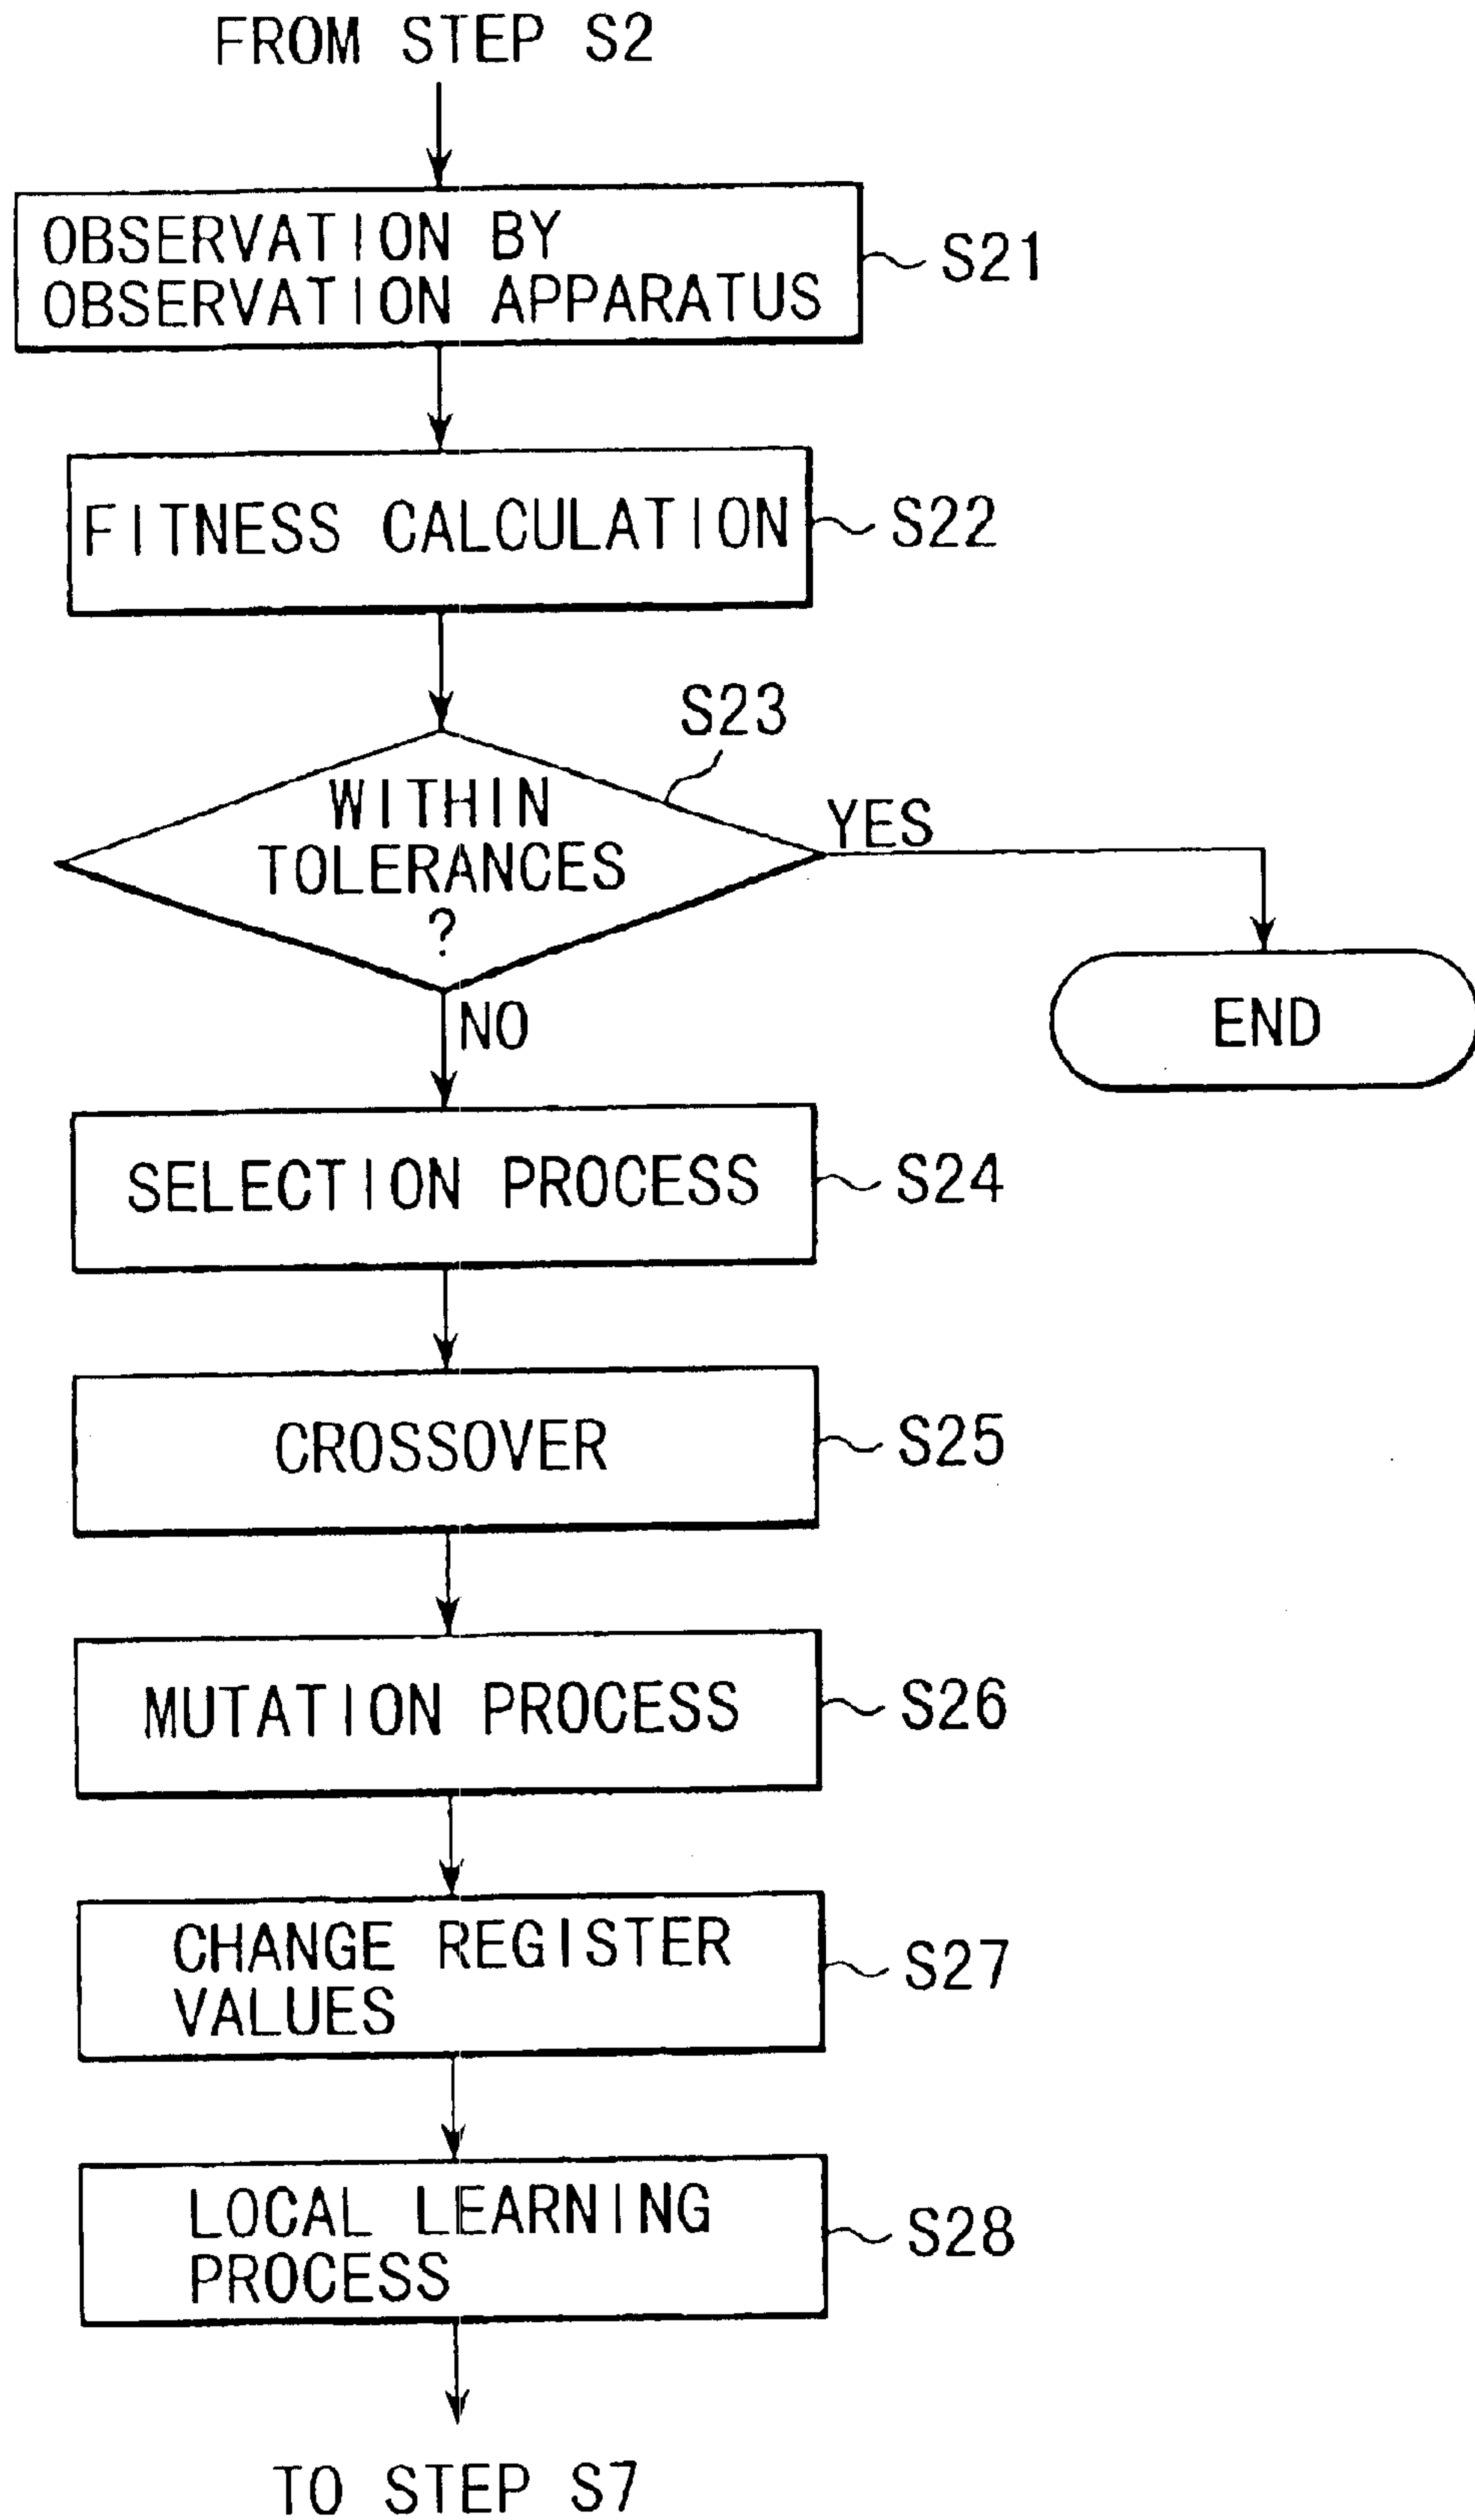 FROM STEP S2
OBSERVATION BY
OBSERVATION APPARATUS
S21
FITNESS CALCULATION
S22
S23
WITHIN
TOLERANCES
?
YES
NO
END
SELECTION PROCESS
S24
CROSSOVER
S25
MUTATION PROCESS
S26
CHANGE REGISTER
VALUES
S27
LOCAL LEARNING
PROCESS
S28
TO STEP S7